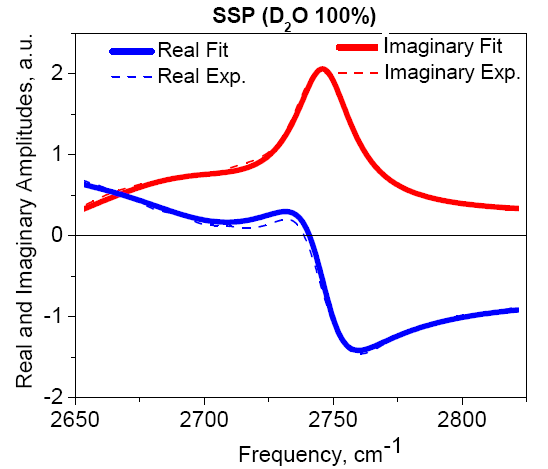 SSP (D₂O 100%)
Real Fit
Imaginary Fit
Real Exp.
Imaginary Exp.
Real and Imaginary Amplitudes, a.u.
2
1
0
-1
-2
2650
2700
2750
2800
Frequency, cm⁻¹